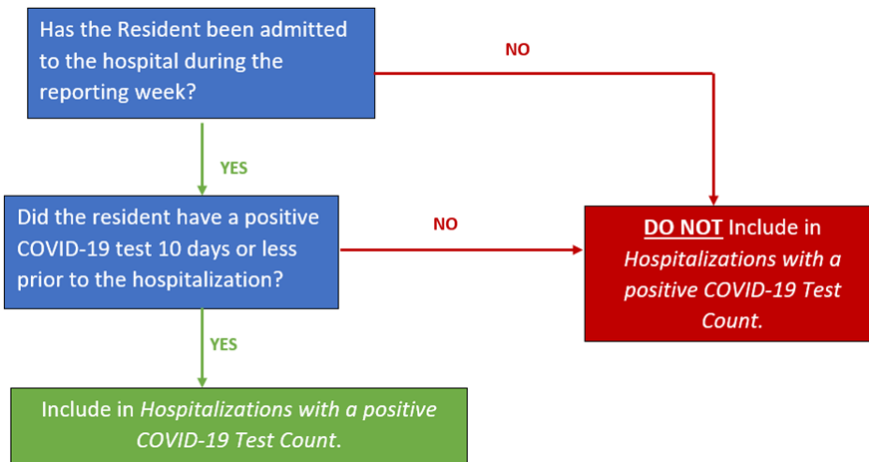 Has the Resident been admitted
to the hospital during the
reporting week?
NO
YES
Did the resident have a positive
COVID-19 test 10 days or less
prior to the hospitalization?
NO
DO NOT Include in
Hospitalizations with a
positive COVID-19 Test
Count.
YES
Include in Hospitalizations with a positive
COVID-19 Test Count.